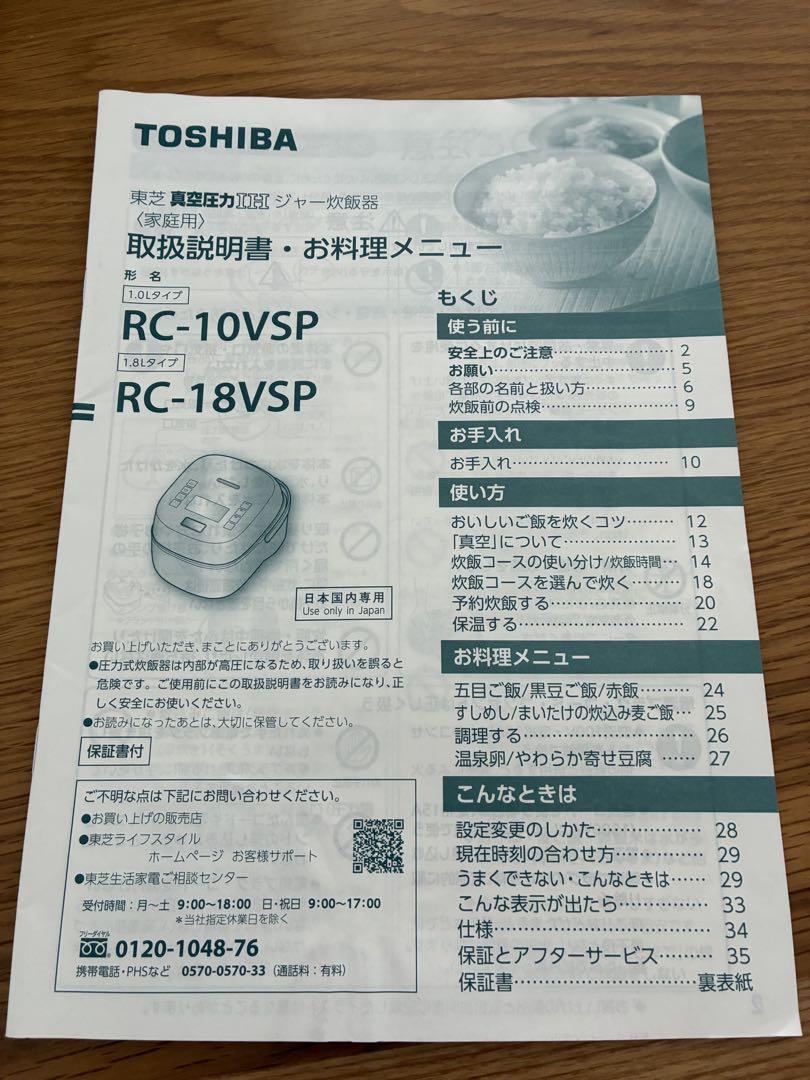 TOSHIBA
東芝 真空圧力IH ジャー炊飯器
〈家庭用〉
取扱説明書・お料理メニュー
形 名
1.0Lタイプ
RC-10VSP
1.8Lタイプ
RC-18VSP
日本国内専用
Use only in Japan
お買い上げいただき、まことにありがとうございます。
●圧力式炊飯器は内部が高圧になるため、取り扱いを誤ると
危険です。ご使用前にこの取扱説明書をお読みになり、正
しく安全にお使いください。
●お読みになったあとは、大切に保管してください。
保証書付
ご不明な点は下記にお問い合わせください。
●お買い上げの販売店
●東芝ライフスタイル
ホームページ お客様サポート
●東芝生活家電ご相談センター
受付時間:月〜土 9:00〜18:00 日・祝日 9:00〜17:00
*当社指定休業日を除く
フリーダイヤル
0120-1048-76
携帯電話・PHSなど 0570-0570-33(通話料:有料)
もくじ
使う前に
安全上のご注意…………………… 2
お願い…………………………… 5
各部の名前と扱い方……………… 6
炊飯前の点検……………………… 9
お手入れ
お手入れ………………………… 10
使い方
おいしいご飯を炊くコツ……… 12
「真空」について……………… 13
炊飯コースの使い分け/炊飯時間… 14
炊飯コースを選んで炊く……… 18
予約炊飯する…………………… 20
保温する………………………… 22
お料理メニュー
五目ご飯/黒豆ご飯/赤飯……… 24
すしめし/まいたけの炊込み麦ご飯… 25
調理する………………………… 26
温泉卵/やわらか寄せ豆腐 …… 27
こんなときは
設定変更のしかた……………… 28
現在時刻の合わせ方…………… 29
うまくできない・こんなときは…… 29
こんな表示が出たら…………… 33
仕様……………………………… 34
保証とアフターサービス……… 35
保証書…………………………裏表紙